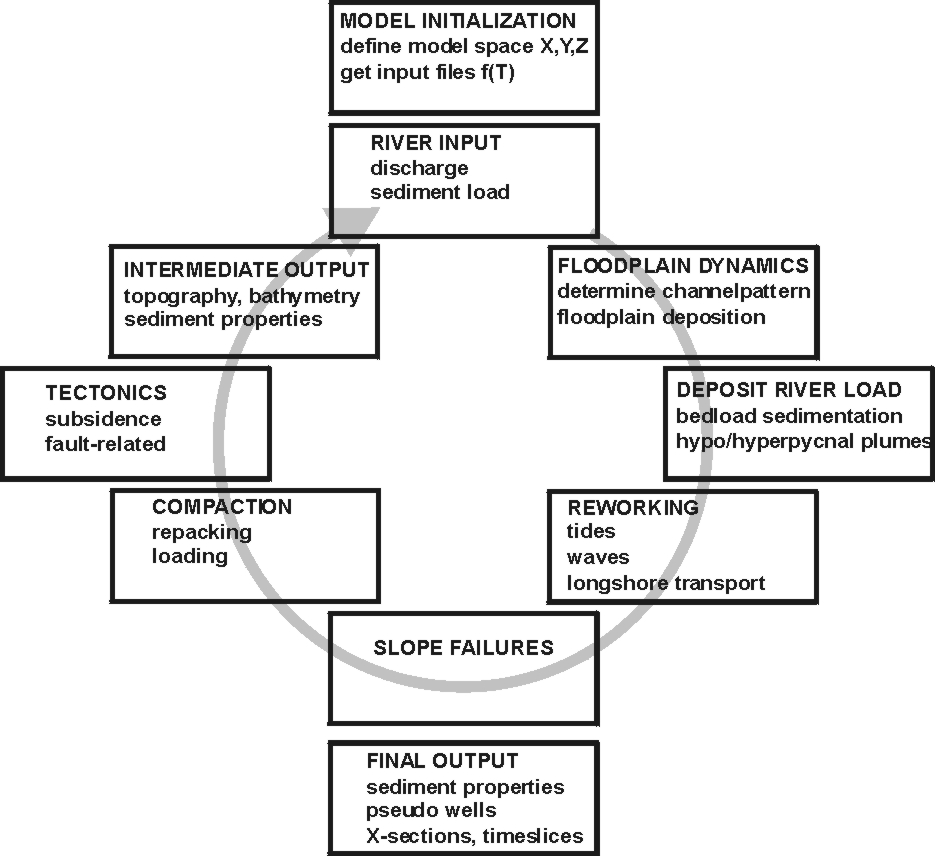 MODEL INITIALIZATION
define model space X,Y,Z
get input files f(T)
RIVER INPUT
discharge
sediment load
INTERMEDIATE OUTPUT
topography, bathymetry
sediment properties
FLOODPLAIN DYNAMICS
determine channelpattern
floodplain deposition
TECTONICS
subsidence
fault-related
DEPOSIT RIVER LOAD
bedload sedimentation
hypo/hyperpycnal plumes
COMPACTION
repacking
loading
REWORKING
tides
waves
longshore transport
SLOPE FAILURES
FINAL OUTPUT
sediment properties
pseudo wells
X-sections, timeslices